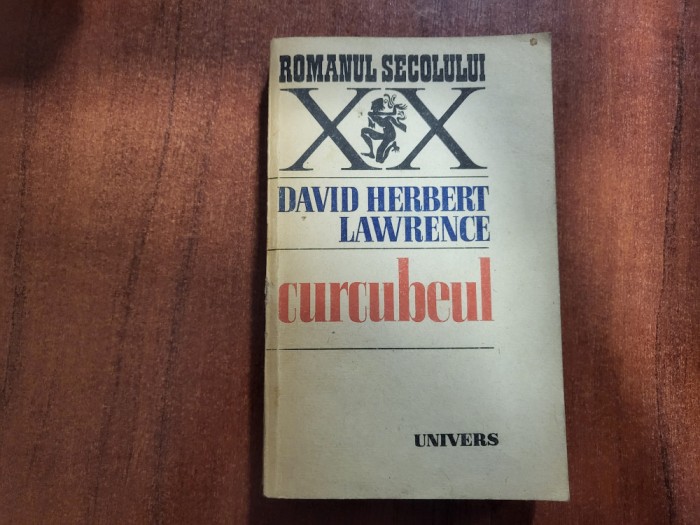 ROMANUL SECOLULUI
XX
DAVID HERBERT
LAWRENCE
curcubeul
UNIVERS